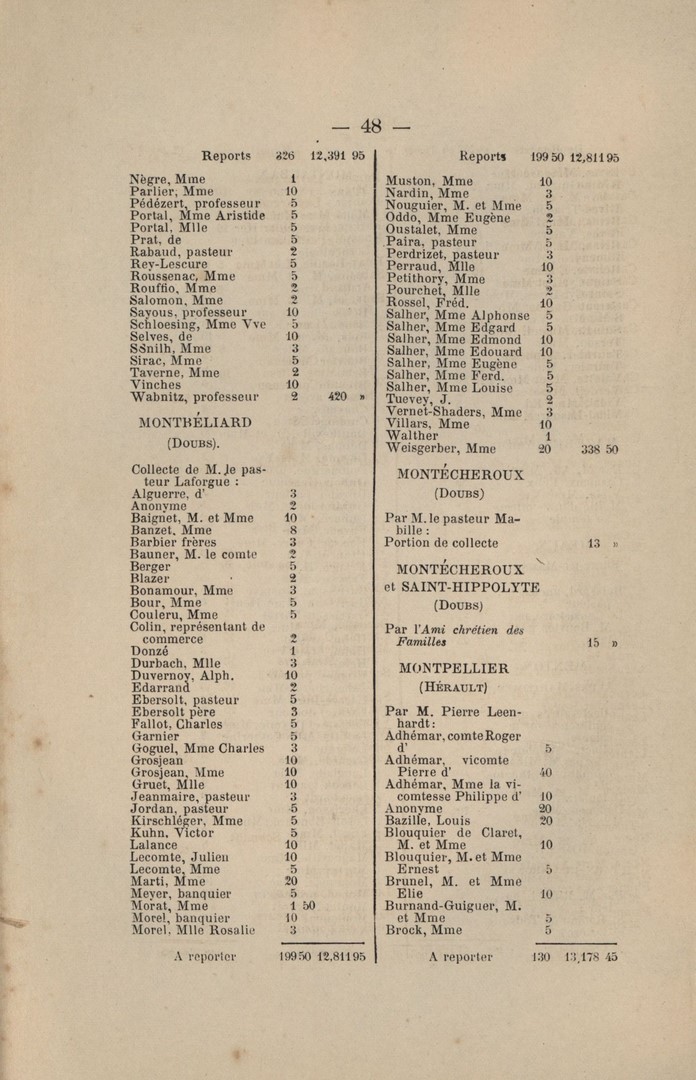 — 48 —
Reports 326 12,391 95
Nègre, Mme 1
Parlier, Mme 10
Pédézert, professeur 5
Portal, Mme Aristide 5
Portal, Mlle 5
Prat, de 5
Rabaud, pasteur 2
Rey-Lescure 5
Roussenac, Mme 5
Rouffio, Mme 2
Salomon, Mme 2
Sayous, professeur 10
Schloesing, Mme Vve 5
Selves, de 10
SSnilh, Mme 3
Sirac, Mme 5
Taverne, Mme 2
Vinches 10
Wabnitz, professeur 2 420 »
MONTBÉLIARD
(DOUBS).
Collecte de M. le pas-
teur Laforgue :
Alguerre, d' 3
Anonyme 2
Baignet, M. et Mme 10
Banzet, Mme 8
Barbier frères 3
Bauner, M. le comte 2
Berger 5
Blazer 2
Bonamour, Mme 3
Bour, Mme 5
Couleru, Mme 5
Colin, représentant de
commerce 2
Donzé 1
Durbach, Mlle 3
Duvernoy, Alph. 10
Edarrand 2
Ebersolt, pasteur 5
Ebersolt père 3
Fallot, Charles 5
Garnier 5
Goguel, Mme Charles 3
Grosjean 10
Grosjean, Mme 10
Gruet, Mlle 10
Jeanmaire, pasteur 3
Jordan, pasteur 5
Kirschléger, Mme 5
Kuhn, Victor 5
Lalance 10
Lecomte, Julien 10
Lecomte, Mme 5
Marti, Mme 20
Meyer, banquier 5
Morat, Mme 1 50
Morel, banquier 10
Morel, Mlle Rosalie 3
A reporter 199 50 12,811 95
Reports 199 50 12,811 95
Muston, Mme 10
Nardin, Mme 3
Nouguier, M. et Mme 5
Oddo, Mme Eugène 2
Oustalet, Mme 5
Paira, pasteur 5
Perdrizet, pasteur 3
Perraud, Mlle 10
Petithory, Mme 3
Pourchet, Mlle 2
Rossel, Fréd. 10
Salher, Mme Alphonse 5
Salher, Mme Edgard 5
Salher, Mme Edmond 10
Salher, Mme Edouard 10
Salher, Mme Eugène 5
Salher, Mme Ferd. 5
Salher, Mme Louise 5
Tuevey, J. 2
Vernet-Shaders, Mme 3
Villars, Mme 10
Walther 1
Weisgerber, Mme 20 338 50
MONTÉCHEROUX
(DOUBS)
Par M. le pasteur Ma-
bille :
Portion de collecte 13 »
MONTÉCHEROUX
et SAINT-HIPPOLYTE
(DOUBS)
Par l'Ami chrétien des
Familles 15 »
MONTPELLIER
(HÉRAULT)
Par M. Pierre Leen-
hardt :
Adhémar, comte Roger
d' 5
Adhémar, vicomte
Pierre d' 40
Adhémar, Mme la vi-
comtesse Philippe d' 10
Anonyme 20
Bazille, Louis 20
Blouquier de Claret,
M. et Mme 10
Blouquier, M. et Mme
Ernest 5
Brunel, M. et Mme
Elie 10
Burnand-Guiguer, M.
et Mme 5
Brock, Mme 5
A reporter 130 13,178 45